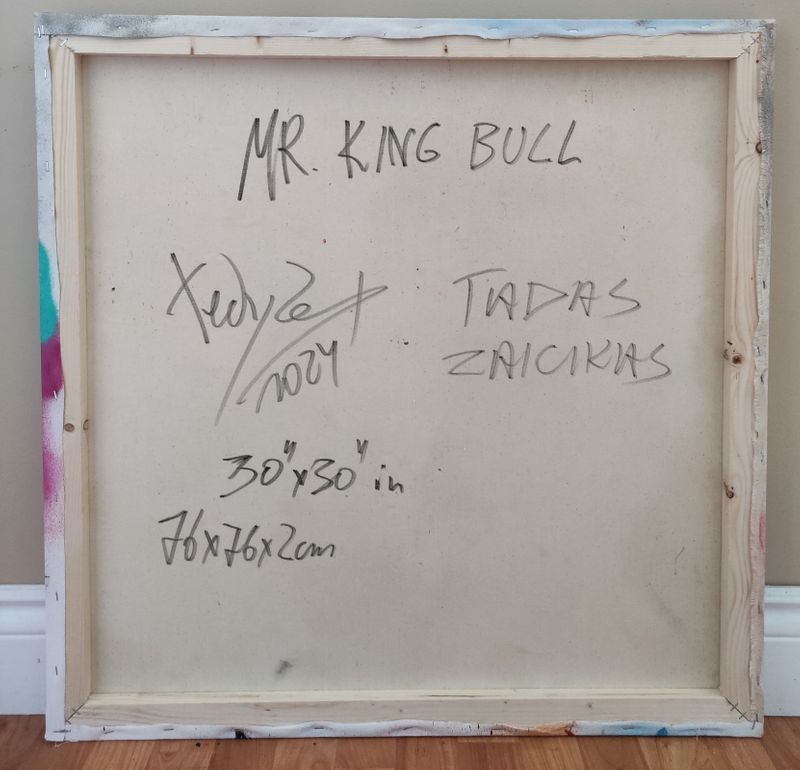 MR. KING BULL
TADAS
ZAICIKAS
2024
30"x30" in
76x76x2cm